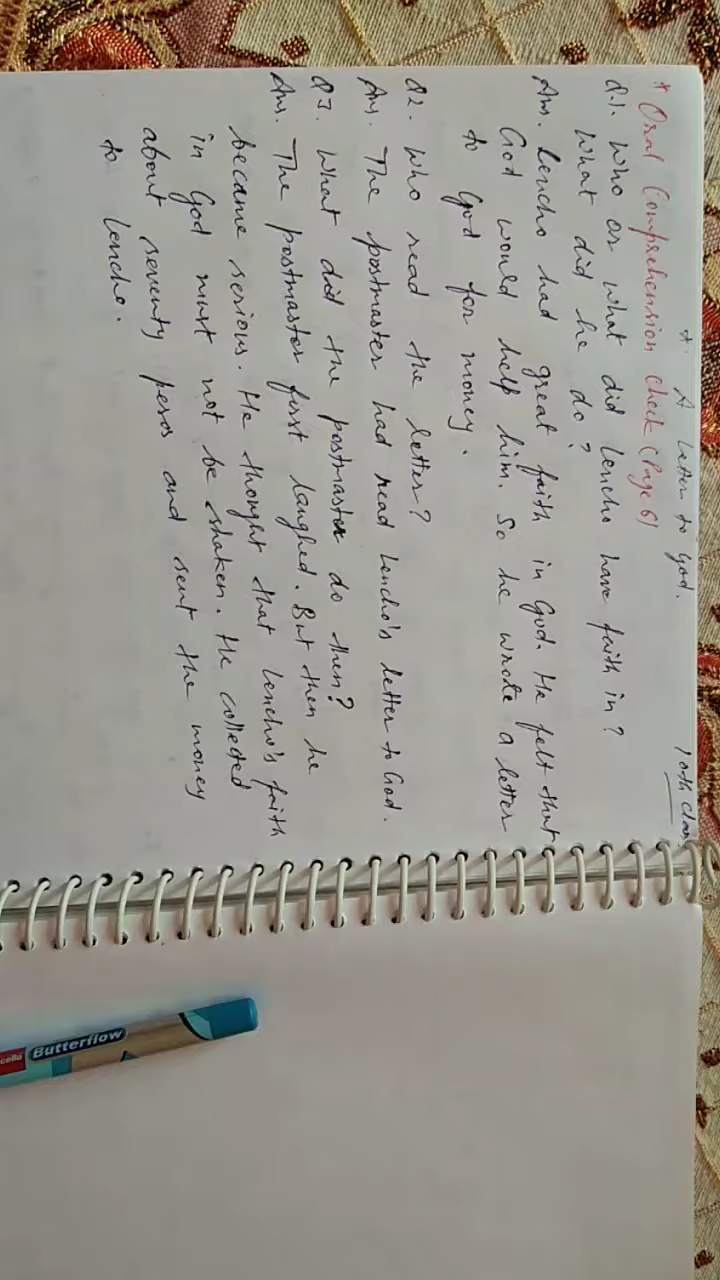 * A letter to God. 10th Class
* Oral Comprehension Check (Page 6)
Q.1. Who or what did Lencho have faith in?
What did he do?
Ans. Lencho had great faith in God. He felt that
God would help him. So he wrote a letter
to God for money.
Q2. Who read the letter?
Ans. The postmaster had read Lencho's letter to God.
Q3. What did the postmaster do then?
Ans. The postmaster first laughed. But then he
became serious. He thought that Lencho's faith
in God must not be shaken. He collected
about seventy pesos and sent the money
to Lencho.
cello Butterflow